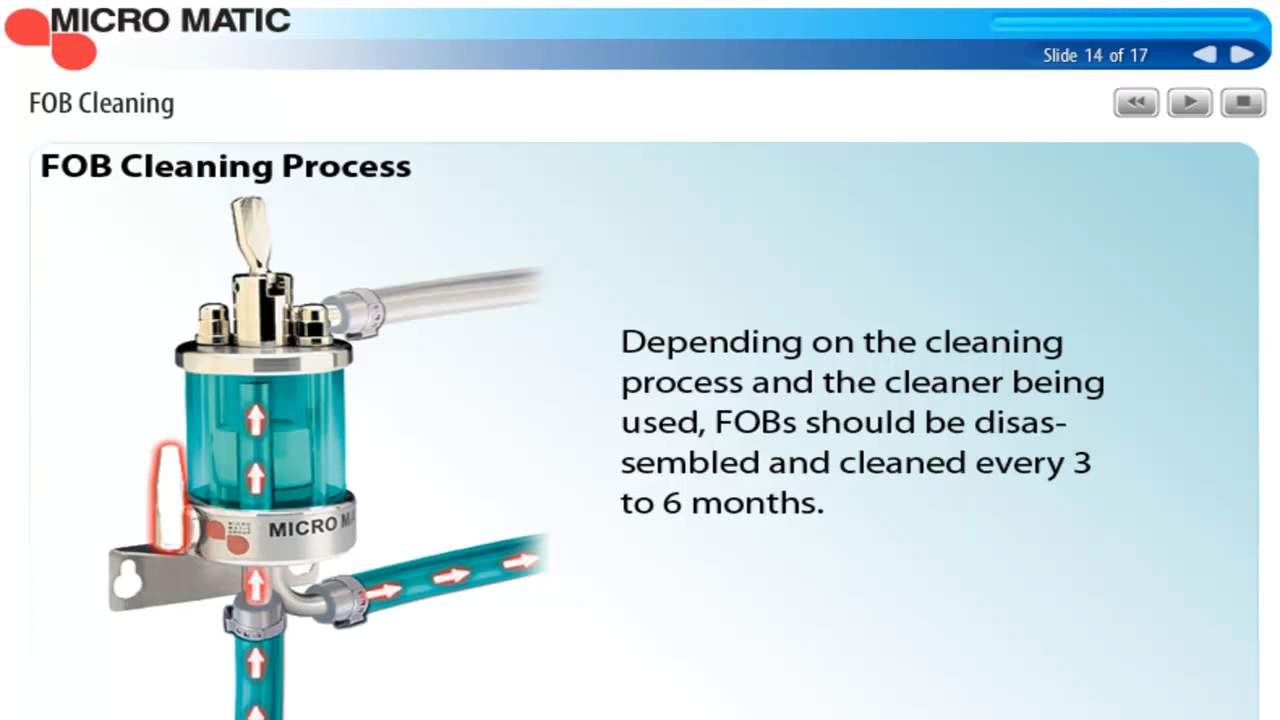 MICRO MATIC
Slide 14 of 17
FOB Cleaning
FOB Cleaning Process
Depending on the cleaning
process and the cleaner being
used, FOBs should be disas-
sembled and cleaned every 3
to 6 months.
MICRO MA